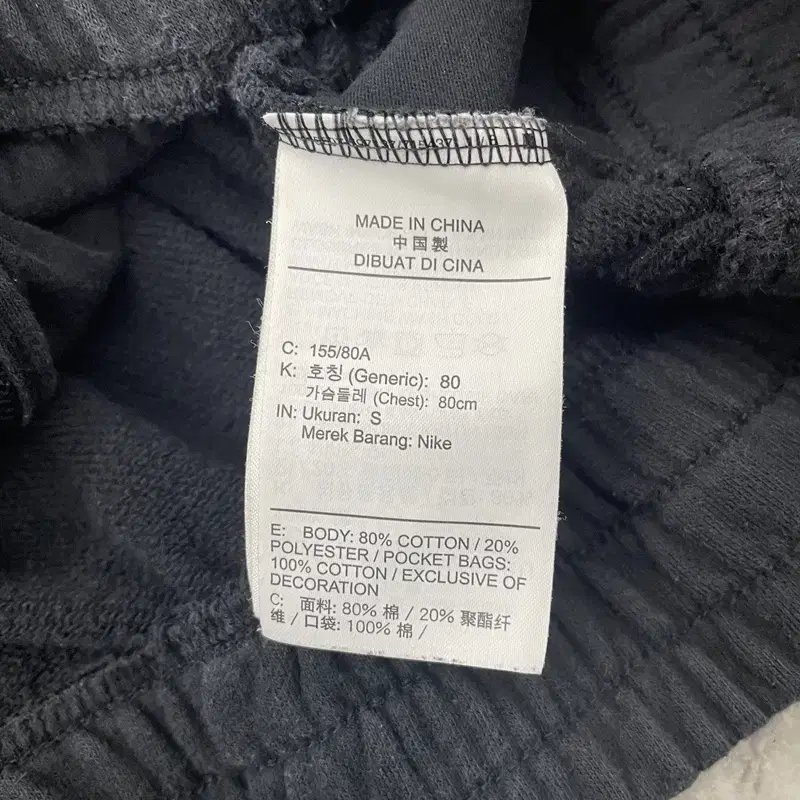 MADE IN CHINA
中国製
DIBUAT DI CINA
C: 155/80A
K: 호칭 (Generic): 80
가슴둘레 (Chest): 80cm
IN: Ukuran: S
Merek Barang: Nike
E: BODY: 80% COTTON / 20%
POLYESTER / POCKET BAGS:
100% COTTON / EXCLUSIVE OF
DECORATION
C: 面料: 80% 棉 / 20% 聚酯纤
维 / 口袋: 100% 棉 /